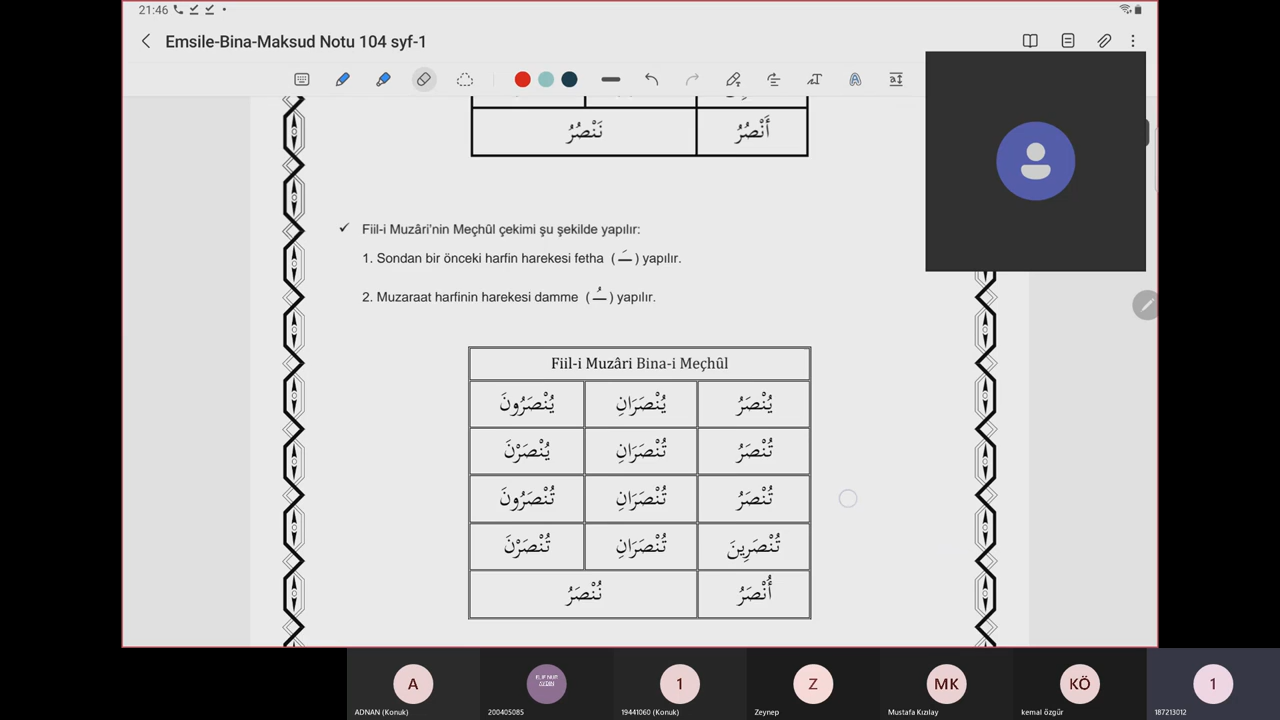 21:46
Emsile-Bina-Maksud Notu 104 syf-1
أَنْصُرُ نَنْصُرُ
✓ Fiil-i Muzâri'nin Meçhûl çekimi şu şekilde yapılır:
1. Sondan bir önceki harfin harekesi fetha (ـَ) yapılır.
2. Muzaraat harfinin harekesi damme (ـُ) yapılır.
Fiil-i Muzâri Bina-i Meçhûl
يُنْصَرُ يُنْصَرَانِ يُنْصَرُونَ
تُنْصَرُ تُنْصَرَانِ يُنْصَرْنَ
تُنْصَرُ تُنْصَرَانِ تُنْصَرُونَ
تُنْصَرِينَ تُنْصَرَانِ تُنْصَرْنَ
أُنْصَرُ نُنْصَرُ
A 1 Z MK KÖ 1
ADNAN (Konuk) 200405085 19441060 (Konuk) Zeynep Mustafa Kızılay kemal özgür 187213012